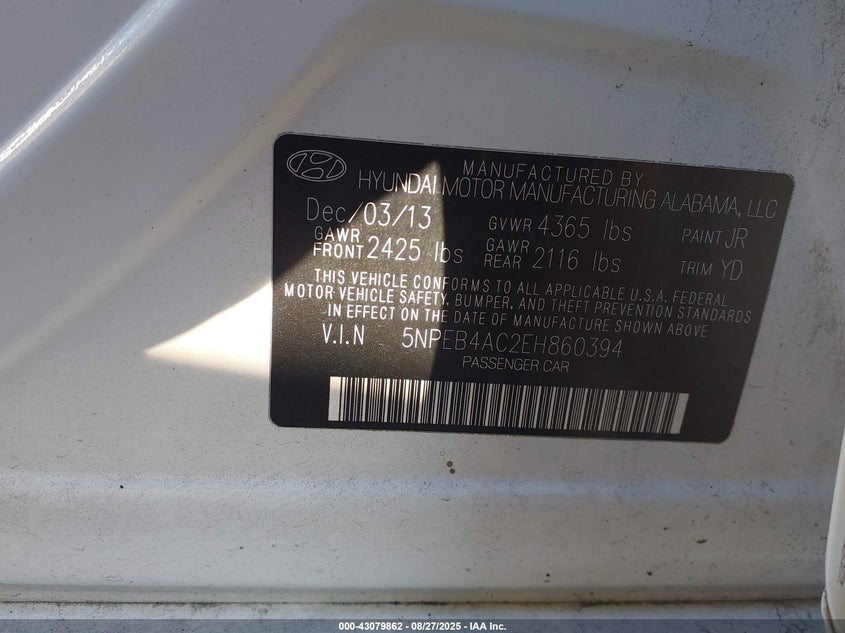 MANUFACTURED BY
HYUNDAI MOTOR MANUFACTURING ALABAMA, LLC
Dec/03/13 GVWR 4365 lbs PAINT JR
GAWR FRONT 2425 lbs GAWR REAR 2116 lbs TRIM YD
THIS VEHICLE CONFORMS TO ALL APPLICABLE U.S.A. FEDERAL
MOTOR VEHICLE SAFETY, BUMPER, AND THEFT PREVENTION STANDARDS
IN EFFECT ON THE DATE OF MANUFACTURE SHOWN ABOVE
V.I.N 5NPEB4AC2EH860394
PASSENGER CAR
000-43079862 - 08/27/2025 - IAA Inc.